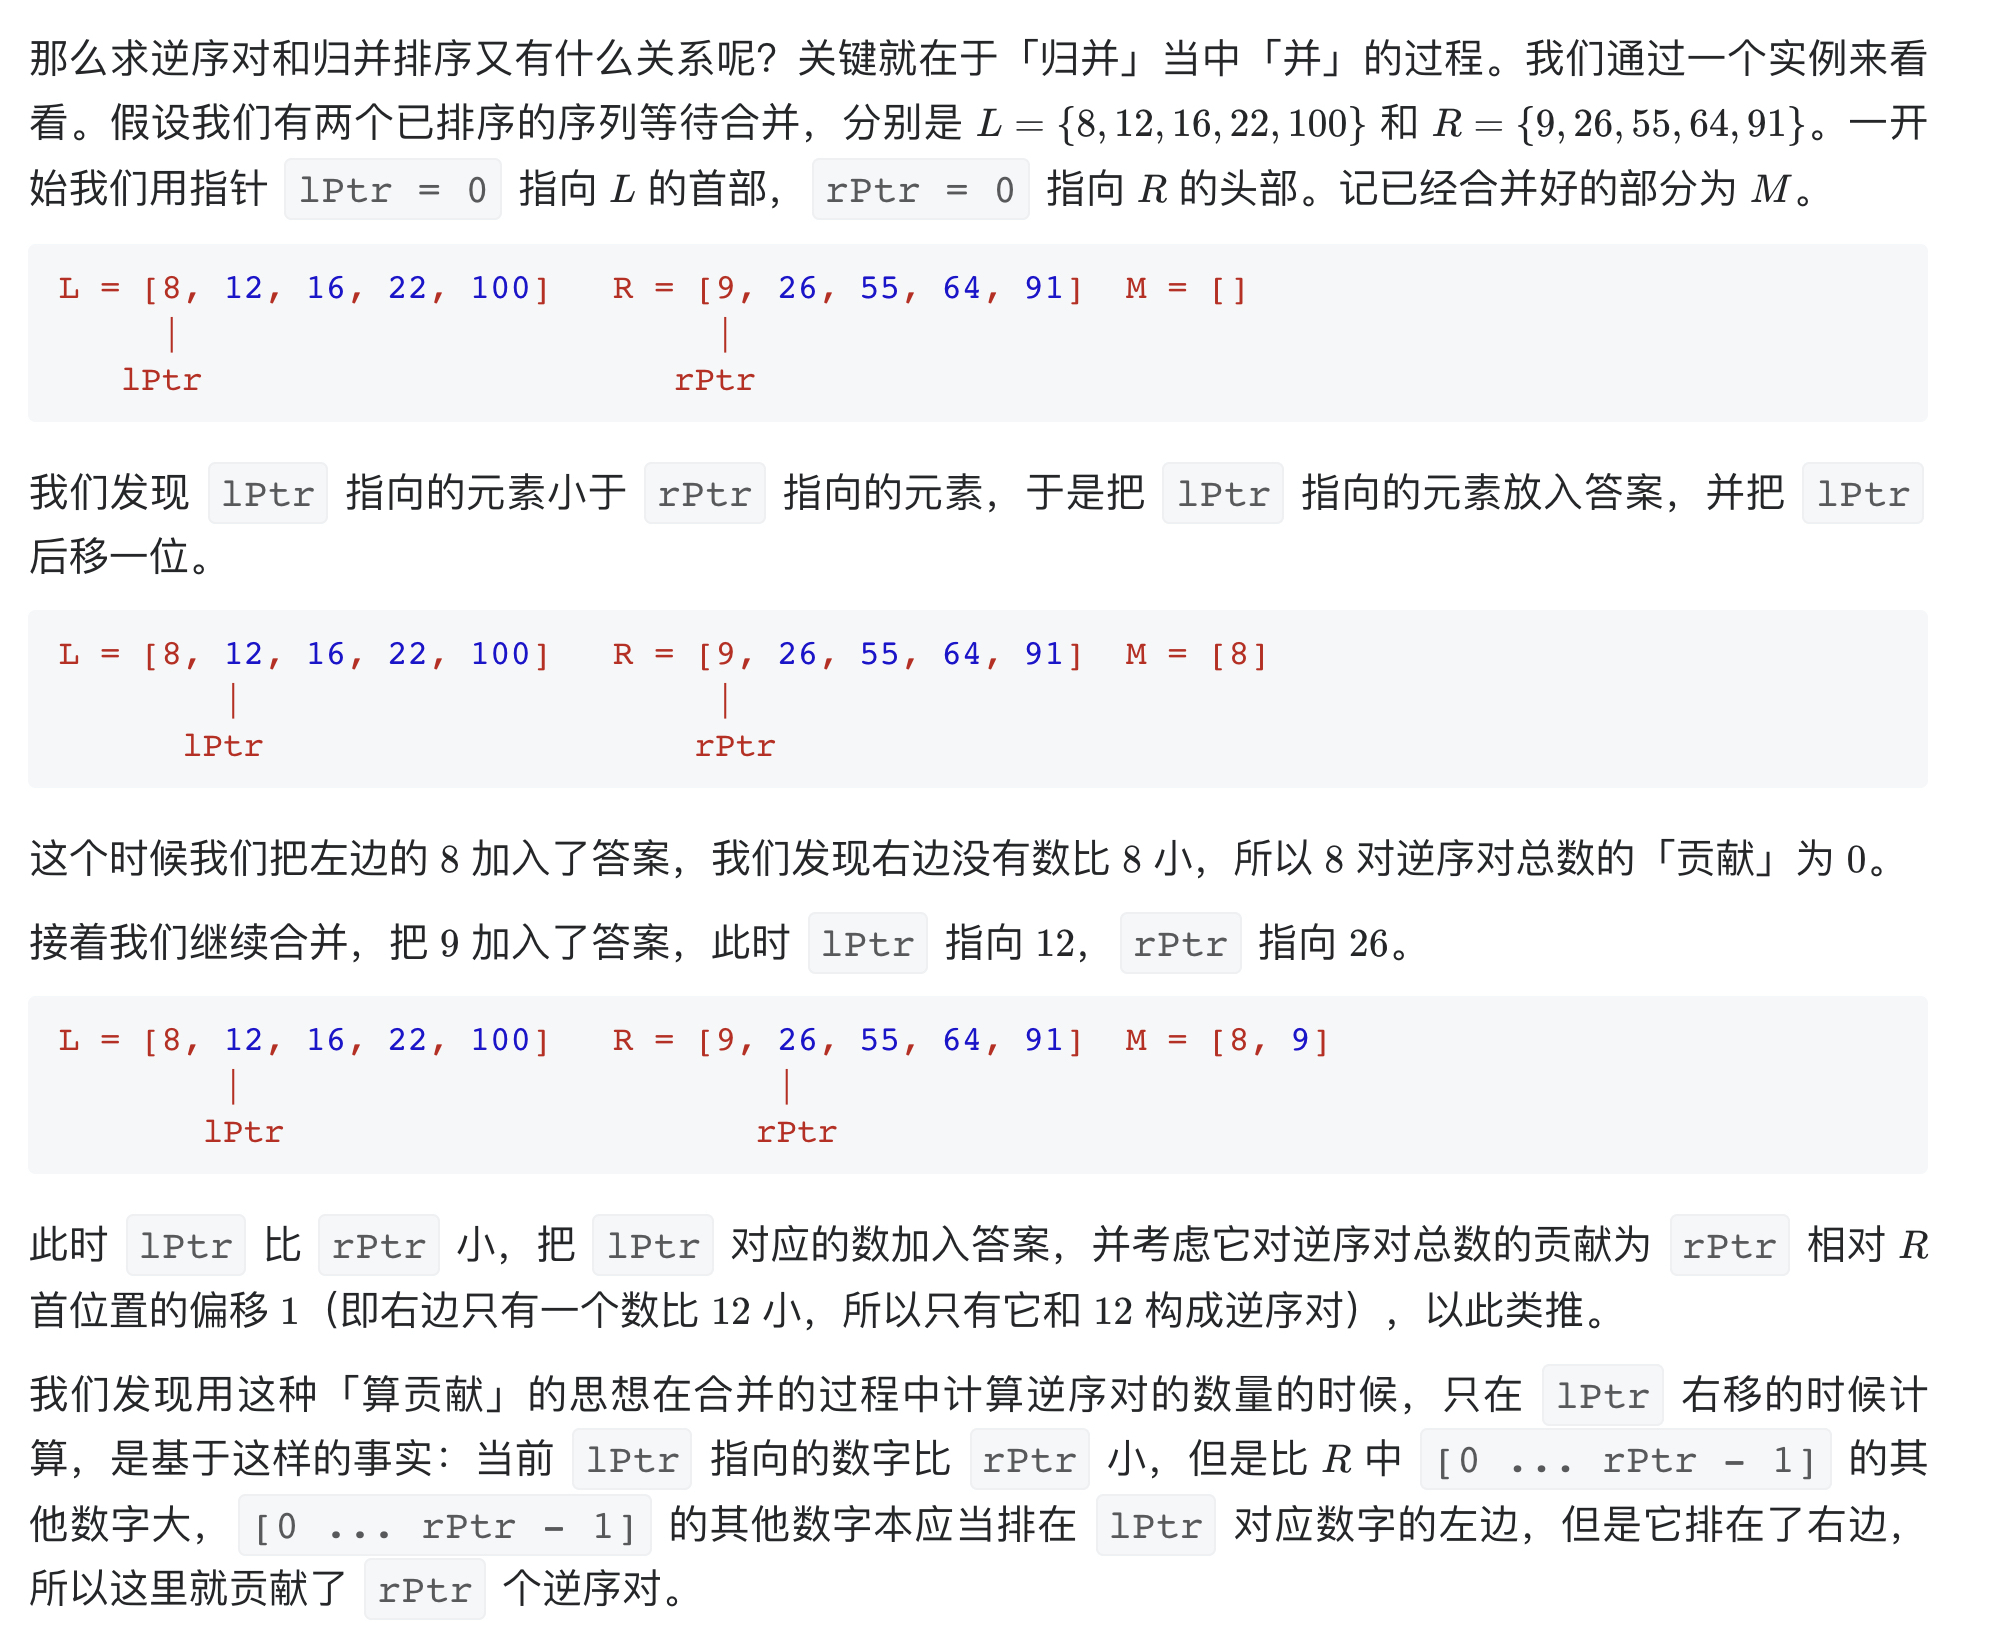 那么求逆序对和归并排序又有什么关系呢？关键就在于「归并」当中「并」的过程。我们通过一个实例来看
看。假设我们有两个已排序的序列等待合并，分别是 L = {8, 12, 16, 22, 100} 和 R = {9, 26, 55, 64, 91}。一开
始我们用指针 lPtr = 0 指向 L 的首部，rPtr = 0 指向 R 的头部。记已经合并好的部分为 M。
L = [8, 12, 16, 22, 100]   R = [9, 26, 55, 64, 91]  M = []
     |                          |
   lPtr                       rPtr
我们发现 lPtr 指向的元素小于 rPtr 指向的元素，于是把 lPtr 指向的元素放入答案，并把 lPtr
后移一位。
L = [8, 12, 16, 22, 100]   R = [9, 26, 55, 64, 91]  M = [8]
        |                       |
      lPtr                     rPtr
这个时候我们把左边的 8 加入了答案，我们发现右边没有数比 8 小，所以 8 对逆序对总数的「贡献」为 0。
接着我们继续合并，把 9 加入了答案，此时 lPtr 指向 12，rPtr 指向 26。
L = [8, 12, 16, 22, 100]   R = [9, 26, 55, 64, 91]  M = [8, 9]
        |                          |
       lPtr                       rPtr
此时 lPtr 比 rPtr 小，把 lPtr 对应的数加入答案，并考虑它对逆序对总数的贡献为 rPtr 相对 R
首位置的偏移 1（即右边只有一个数比 12 小，所以只有它和 12 构成逆序对），以此类推。
我们发现用这种「算贡献」的思想在合并的过程中计算逆序对的数量的时候，只在 lPtr 右移的时候计
算，是基于这样的事实：当前 lPtr 指向的数字比 rPtr 小，但是比 R 中 [0 ... rPtr - 1] 的其
他数字大，[0 ... rPtr - 1] 的其他数字本应当排在 lPtr 对应数字的左边，但是它排在了右边，
所以这里就贡献了 rPtr 个逆序对。